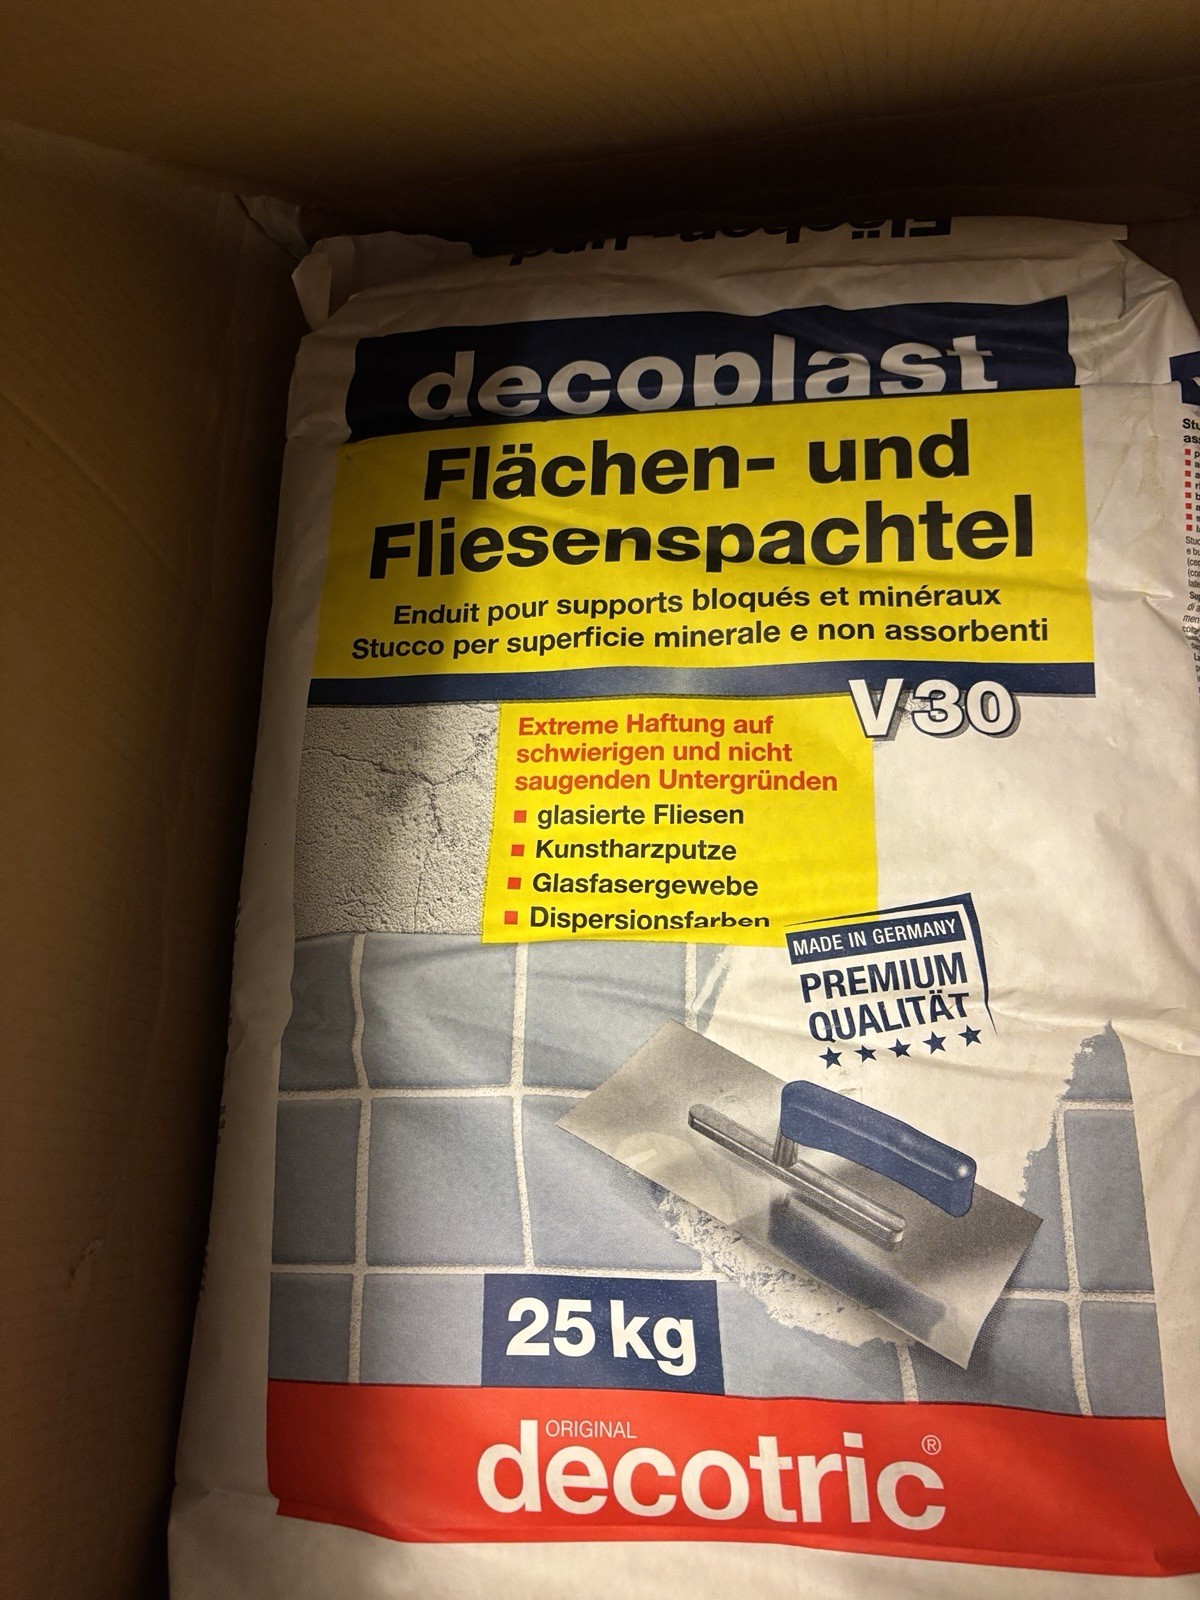 decoplast
Flächen- und
Fliesenspachtel
Enduit pour supports bloqués et minéraux
Stucco per superficie minerale e non assorbenti
V30
Extreme Haftung auf
schwierigen und nicht
saugenden Untergründen
glasierte Fliesen
Kunstharzputze
Glasfasergewebe
Dispersionsfarben
MADE IN GERMANY
PREMIUM
QUALITÄT
25 kg
ORIGINAL
decotric®